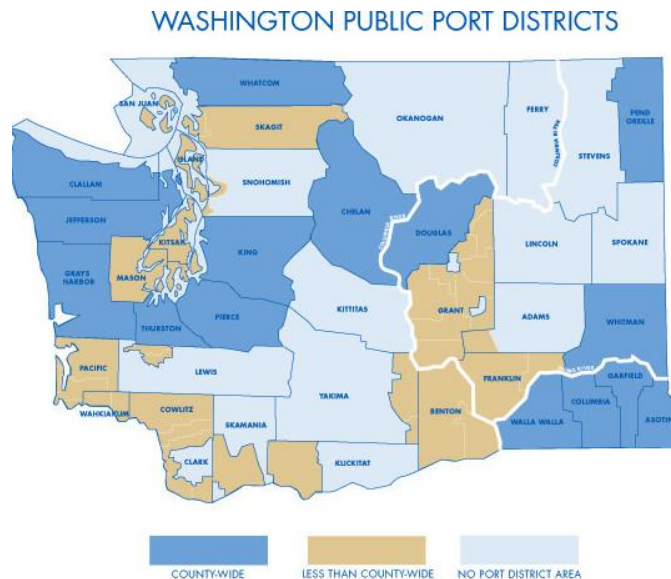 WASHINGTON PUBLIC PORT DISTRICTS
WHATCOM
SAN JUAN
SKAGIT
OKANOGAN
FERRY
PEND
OREILLE
STEVENS
ISLAND
SNOHOMISH
CLALLAM
CHELAN
JEFFERSON
DOUGLAS
KITSAP
KING
LINCOLN
SPOKANE
GRAYS
HARBOR
MASON
GRANT
KITTITAS
ADAMS
WHITMAN
THURSTON
PIERCE
PACIFIC
LEWIS
YAKIMA
FRANKLIN
GARFIELD
WAHKIAKUM
COWLITZ
BENTON
COLUMBIA
SKAMANIA
WALLA WALLA
ASOTIN
CLARK
KLICKITAT
COUNTY-WIDE
LESS THAN COUNTY-WIDE
NO PORT DISTRICT AREA